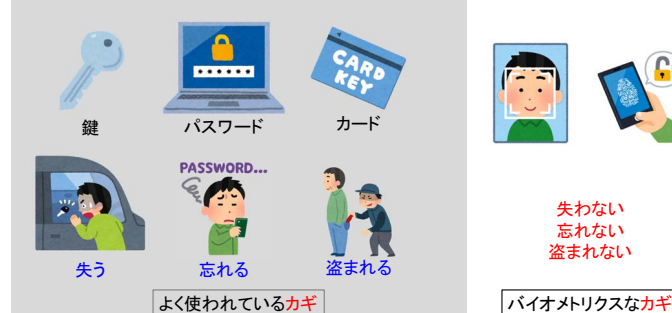 CARD
KEY
鍵
パスワード
カード
PASSWORD...
失う
忘れる
盗まれる
よく使われているカギ
失わない
忘れない
盗まれない
バイオメトリクスなカギ